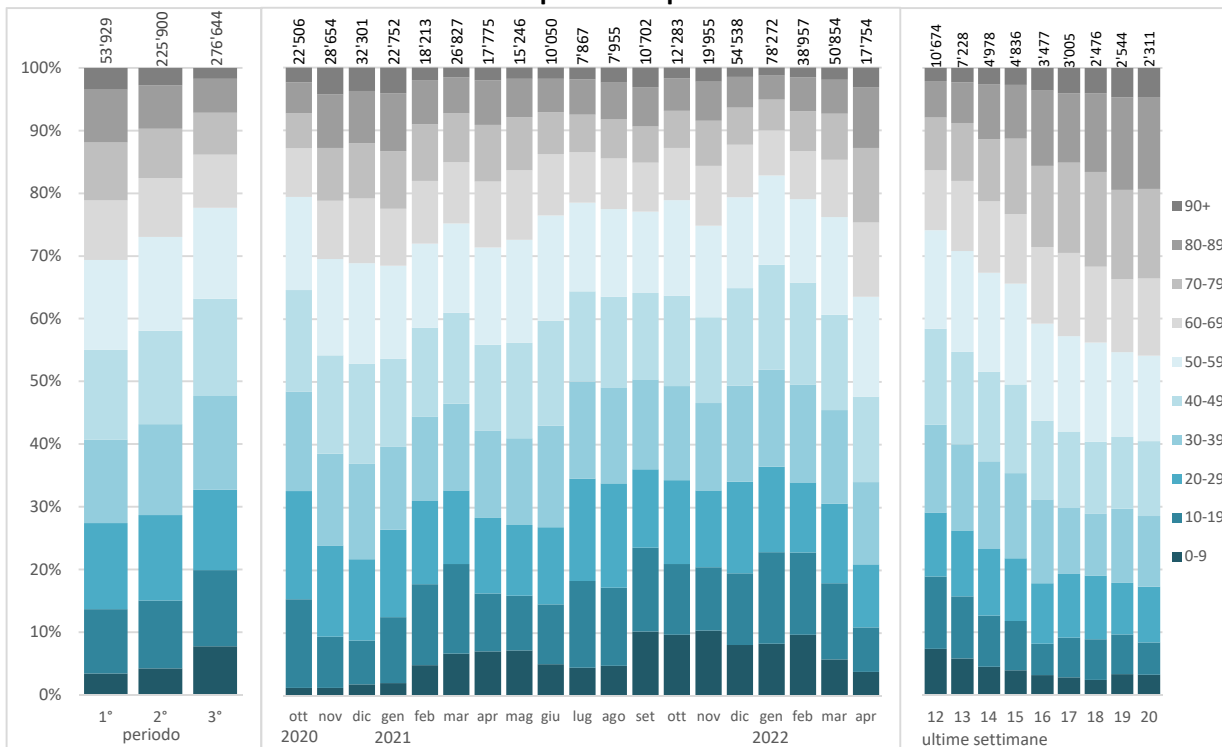 53'929 225'900 276'644
22'506 28'654 32'301 22'752 18'213 26'827 17'775 15'246 10'050 7'867 7'955 10'702 12'283 19'955 54'538 78'272 38'957 50'854 17'754
10'674 7'228 4'978 4'836 3'477 3'005 2'476 2'544 2'311
100%
90%
80%
70%
60%
50%
40%
30%
20%
10%
0%
1° 2° 3°
periodo
ott nov dic gen feb mar apr mag giu lug ago set ott nov dic gen feb mar apr
2020 2021 2022
12 13 14 15 16 17 18 19 20
ultime settimane
90+
80-89
70-79
60-69
50-59
40-49
30-39
20-29
10-19
0-9